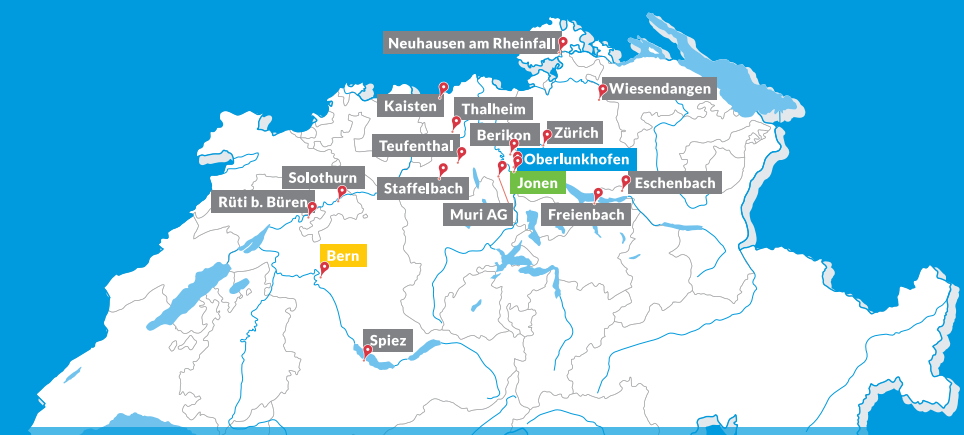 Neuhausen am Rheinfall
Wiesendangen
Kaisten
Thalheim
Berikon
Zürich
Teufenthal
Oberlunkhofen
Solothurn
Staffelbach
Jonen
Eschenbach
Rüti b. Büren
Muri AG
Freienbach
Bern
Spiez